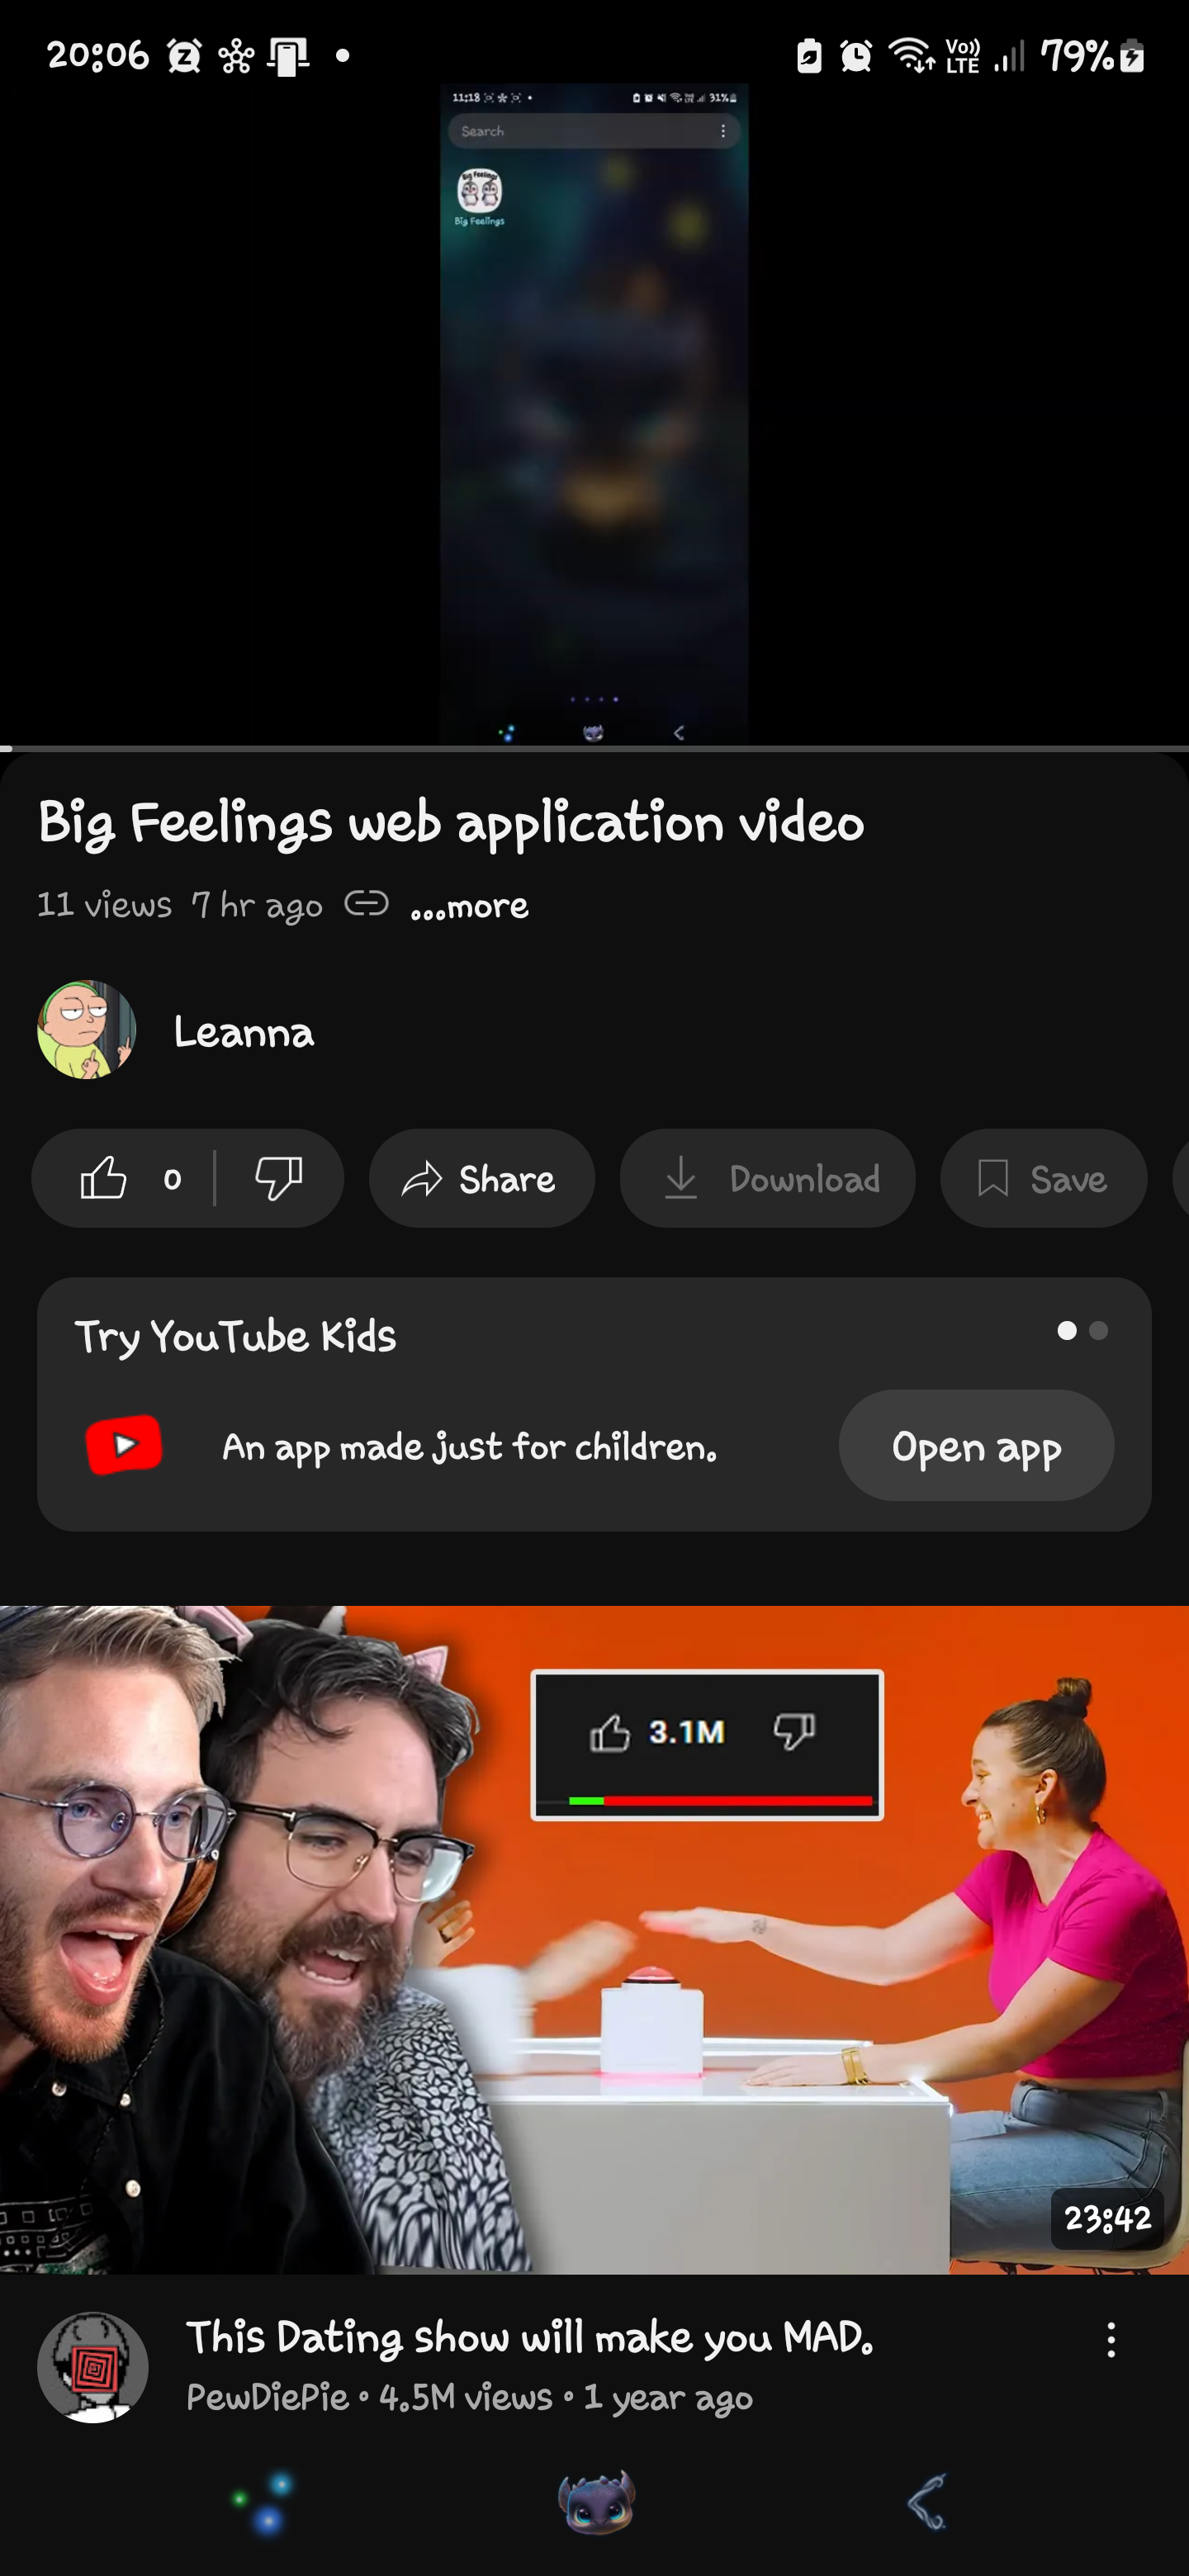 20:06
Vo))
LTE
79%
11:18
31%
Search
Big Feelings
Big Feelings
Big Feelings web application video
11 views 7 hr ago ...more
Leanna
0
Share
Download
Save
Try YouTube Kids
An app made just for children.
Open app
3.1M
23:42
This Dating show will make you MAD.
PewDiePie • 4.5M views • 1 year ago